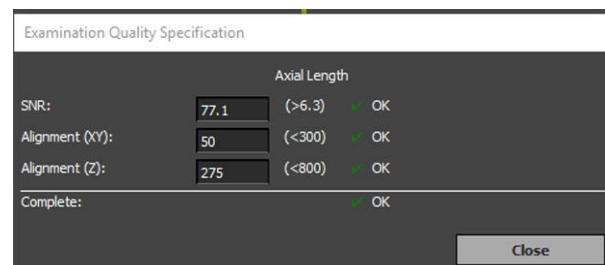 Examination Quality Specification
Axial Length
SNR: 77.1 (>6.3) ✓ OK
Alignment (XY): 50 (<300) ✓ OK
Alignment (Z): 275 (<800) ✓ OK
Complete: ✓ OK
Close